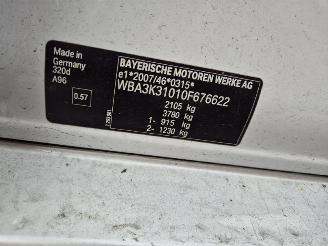 Made in
Germany
320d
A96
0.57
BAYERISCHE MOTOREN WERKE AG
e1*2007/46*0315*
WBA3K31010F676622
2105 kg
3780 kg
1- 915 kg
2- 1230 kg